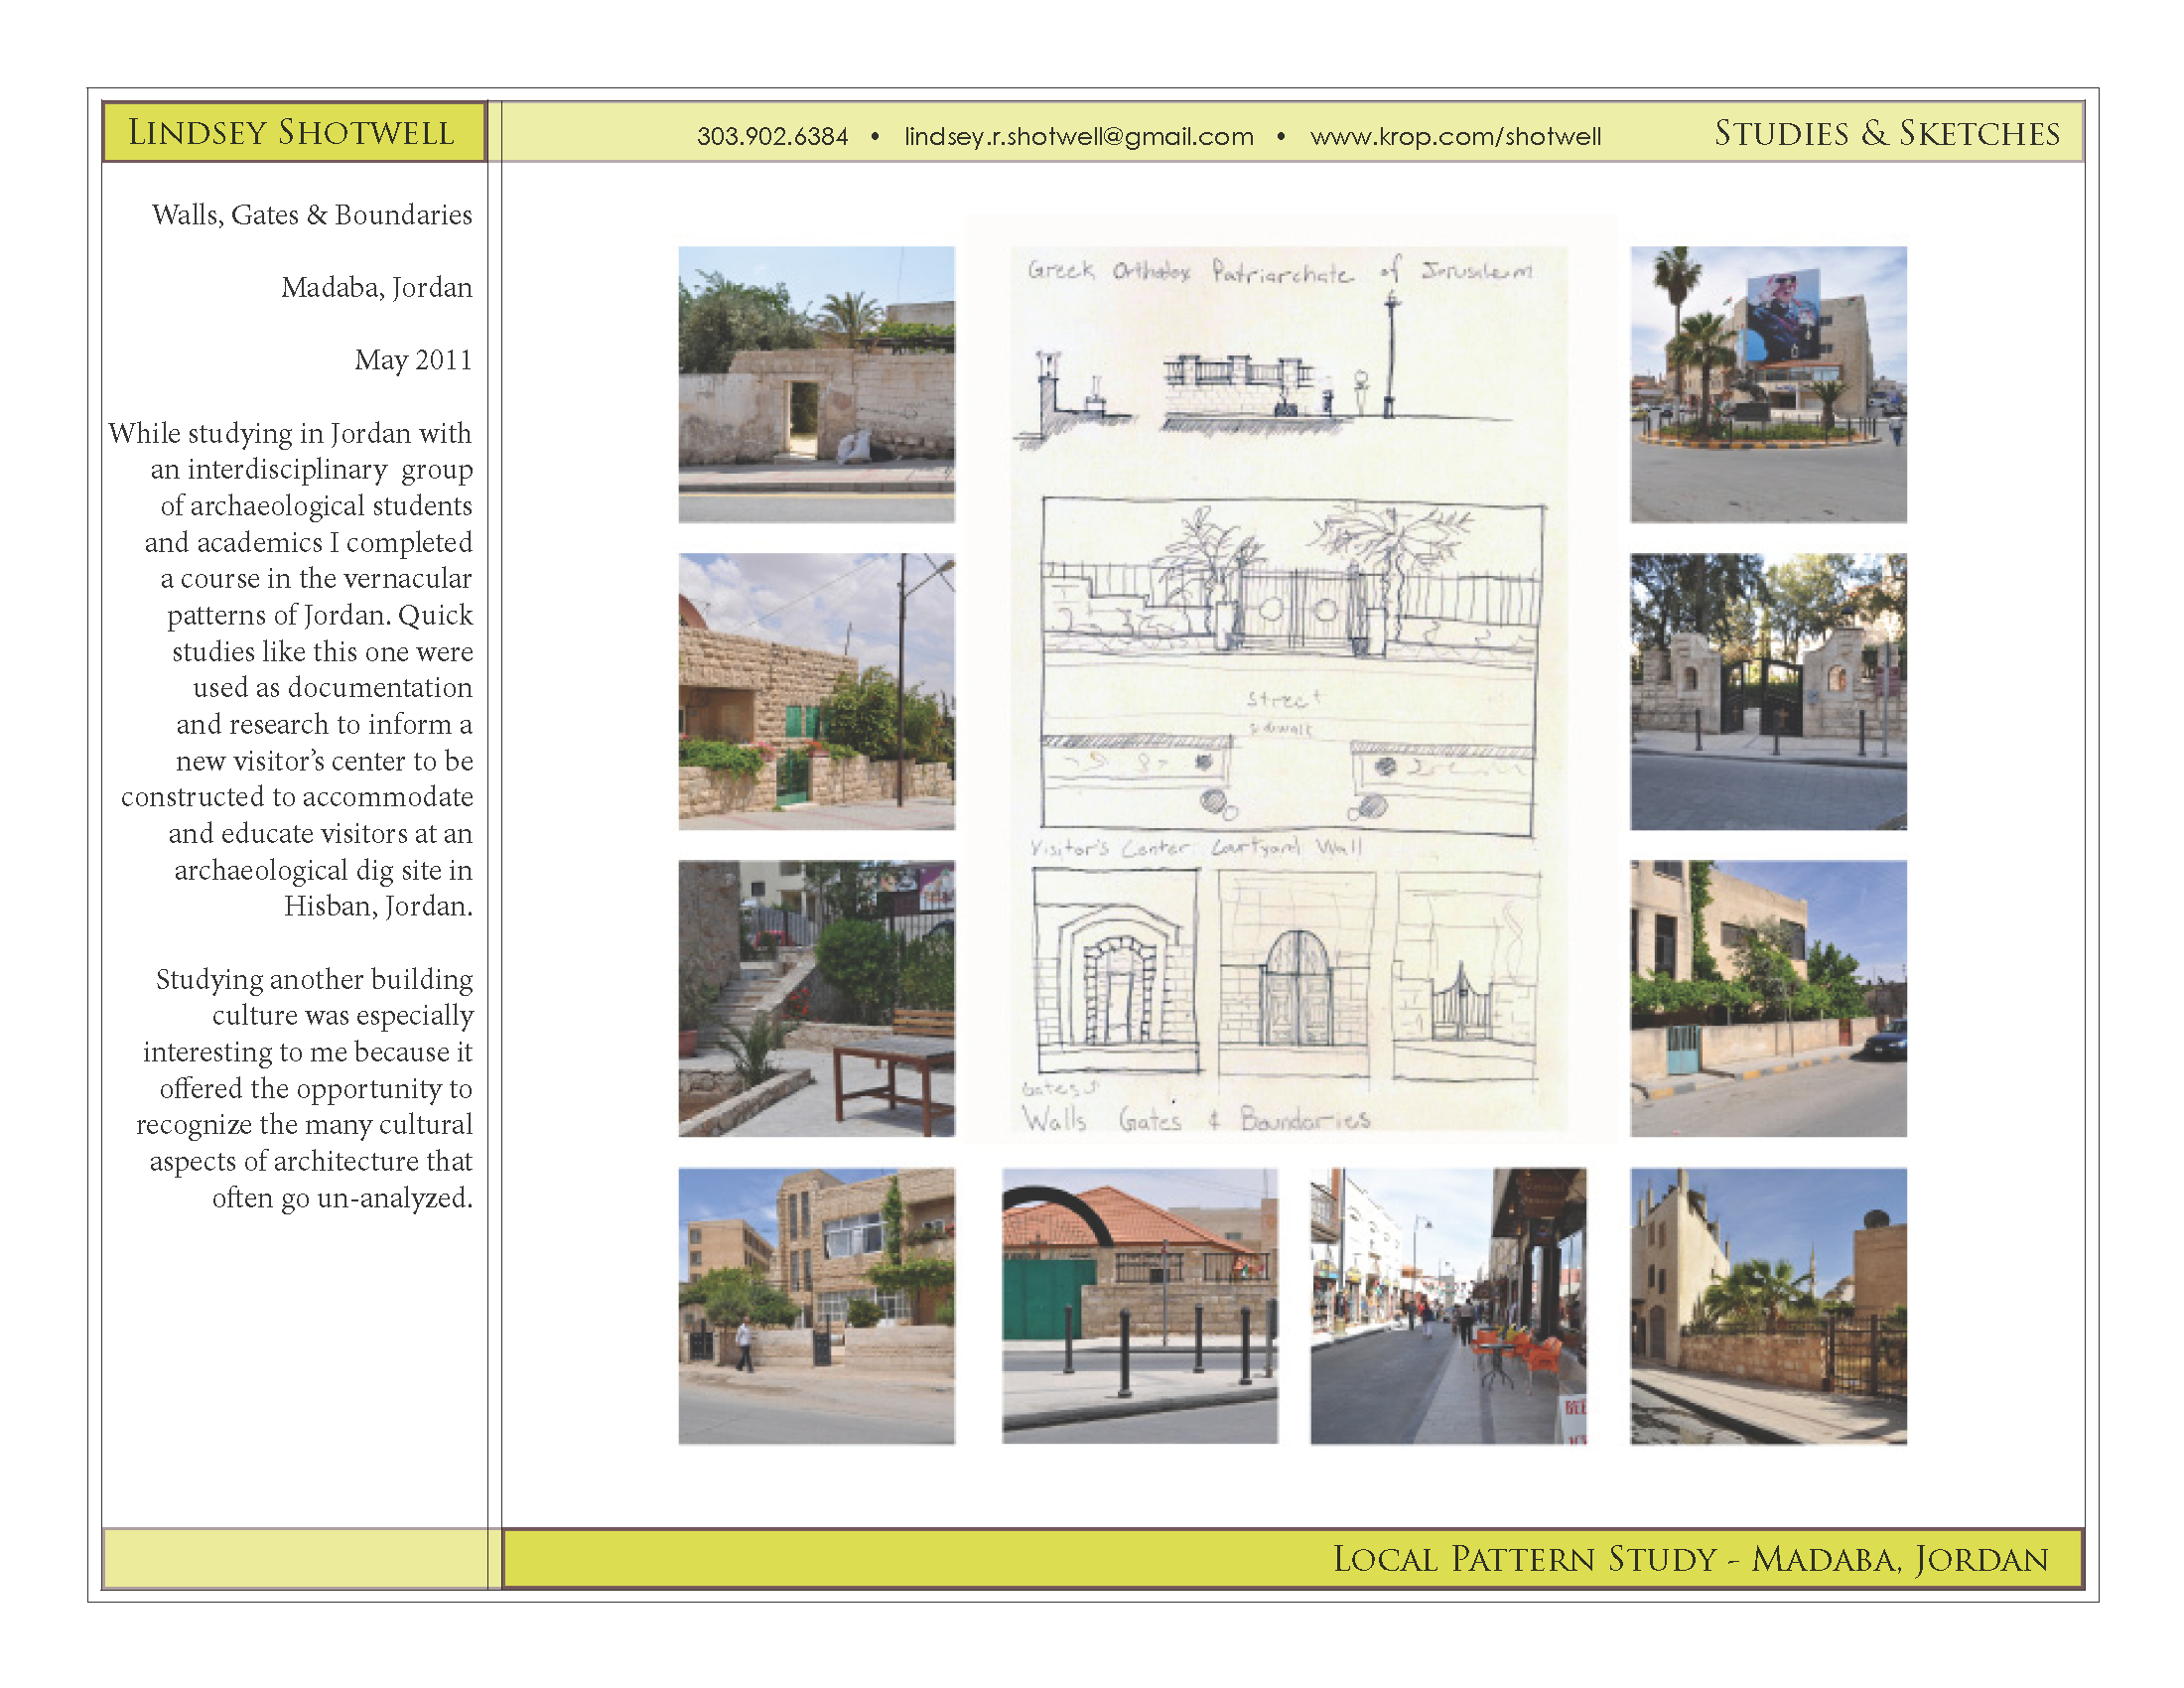 LINDSEY SHOTWELL
303.902.6384 • lindsey.r.shotwell@gmail.com • www.krop.com/shotwell
STUDIES & SKETCHES
Walls, Gates & Boundaries
Madaba, Jordan
May 2011
While studying in Jordan with
an interdisciplinary group
of archaeological students
and academics I completed
a course in the vernacular
patterns of Jordan. Quick
studies like this one were
used as documentation
and research to inform a
new visitor's center to be
constructed to accommodate
and educate visitors at an
archaeological dig site in
Hisban, Jordan.
Studying another building
culture was especially
interesting to me because it
offered the opportunity to
recognize the many cultural
aspects of architecture that
often go un-analyzed.
Greek Orthodox Patriarchate of Jerusalem
Street
sidewalk
Visitor's Center Courtyard Wall
Gates
Walls Gates & Boundaries
LOCAL PATTERN STUDY - MADABA, JORDAN